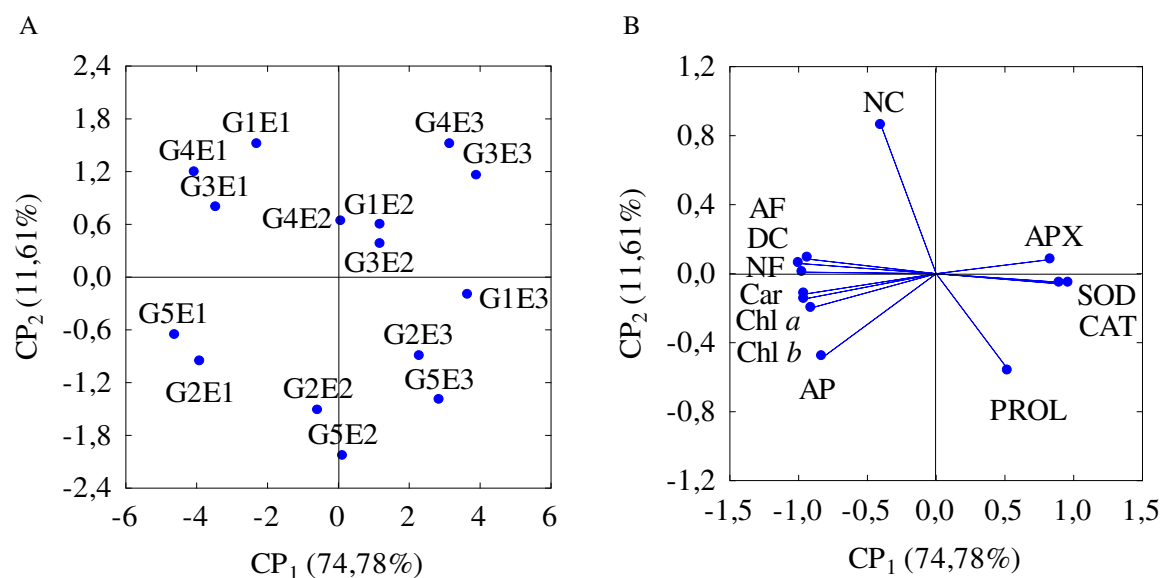 A
2,4
1,8
1,2
0,6
0,0
-0,6
-1,2
-1,8
-2,4
CP2 (11,61%)
G1E1
G4E1
G3E1
G4E3
G3E3
G4E2
G1E2
G3E2
G1E3
G5E1
G2E1
G2E3
G5E3
G2E2
G5E2
-6 -4 -2 0 2 4 6
CP1 (74,78%)
B
1,2
0,8
0,4
0,0
-0,4
-0,8
-1,2
CP2 (11,61%)
NC
AF
DC
NF
Car
Chl a
Chl b
AP
APX
SOD
CAT
PROL
-1,5 -1,0 -0,5 0,0 0,5 1,0 1,5
CP1 (74,78%)